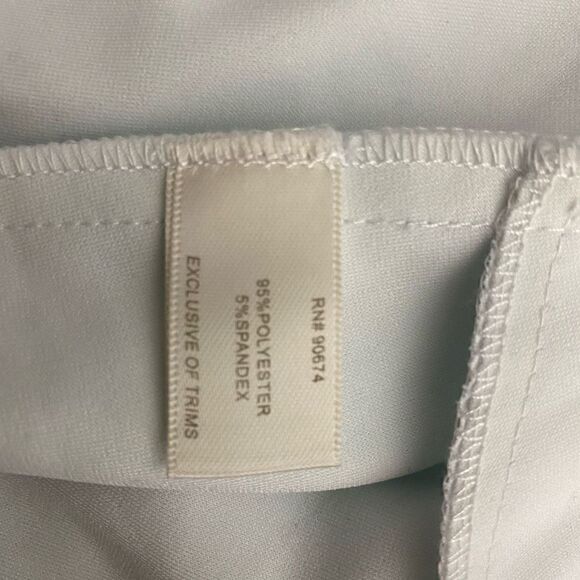 RN# 90674
95%POLYESTER
5%SPANDEX
EXCLUSIVE OF TRIMS